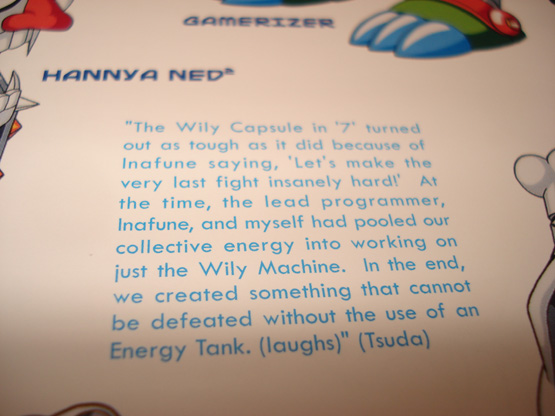 GAMERIZER
HANNYA NED²
"The Wily Capsule in '7' turned
out as tough as it did because of
Inafune saying, 'Let's make the
very last fight insanely hard!' At
the time, the lead programmer,
Inafune, and myself had pooled our
collective energy into working on
just the Wily Machine. In the end,
we created something that cannot
be defeated without the use of an
Energy Tank. (laughs)" (Tsuda)